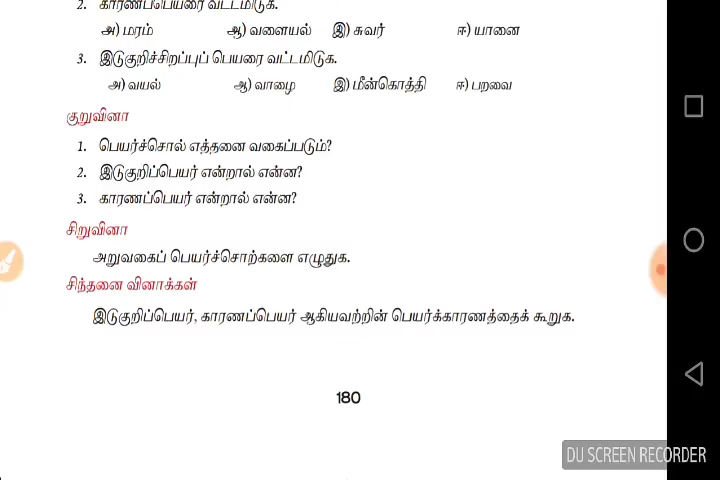 2. காரணப்பெயரை வட்டமிடுக.
அ) மரம் ஆ) வளையல் இ) சுவர் ஈ) யானை
3. இடுகுறிச்சிறப்புப் பெயரை வட்டமிடுக.
அ) வயல் ஆ) வாழை இ) மீன்கொத்தி ஈ) பறவை
குறுவினா
1. பெயர்ச்சொல் எத்தனை வகைப்படும்?
2. இடுகுறிப்பெயர் என்றால் என்ன?
3. காரணப்பெயர் என்றால் என்ன?
சிறுவினா
அறுவகைப் பெயர்ச்சொற்களை எழுதுக.
சிந்தனை வினாக்கள்
இடுகுறிப்பெயர், காரணப்பெயர் ஆகியவற்றின் பெயர்க்காரணத்தைக் கூறுக.
180
DU SCREEN RECORDER